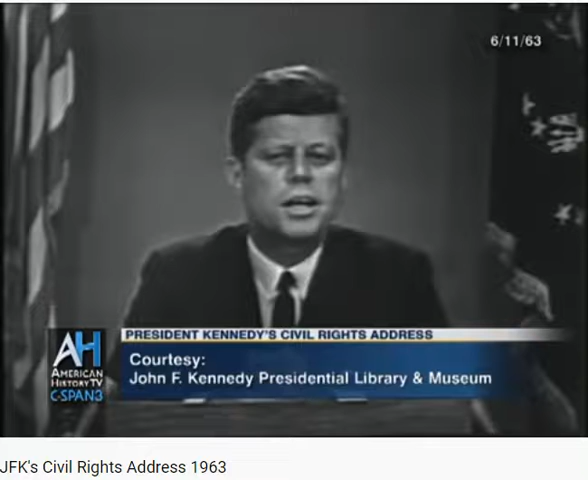 6/11/63
PRESIDENT KENNEDY'S CIVIL RIGHTS ADDRESS
AH
AMERICAN
HISTORY TV
C-SPAN3
Courtesy:
John F. Kennedy Presidential Library & Museum
JFK's Civil Rights Address 1963